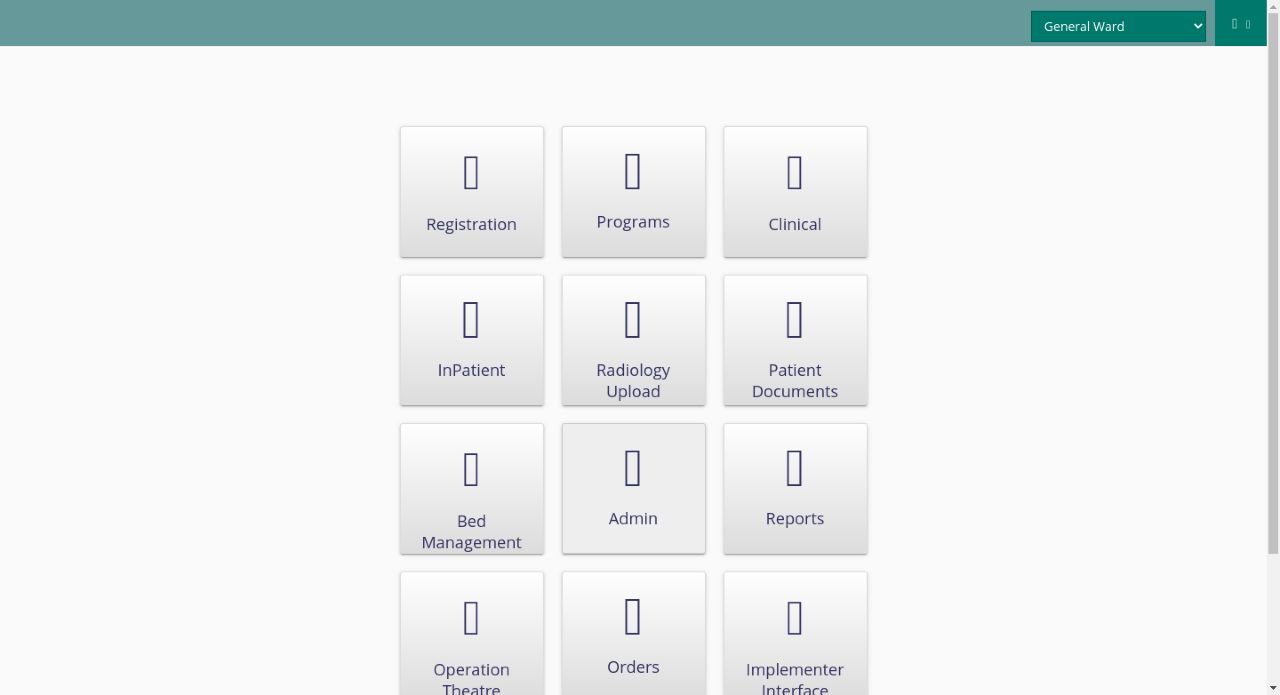 General Ward
Registration
Programs
Clinical
InPatient
Radiology
Upload
Patient
Documents
Bed
Management
Admin
Reports
Operation
Theatre
Orders
Implementer
Interface